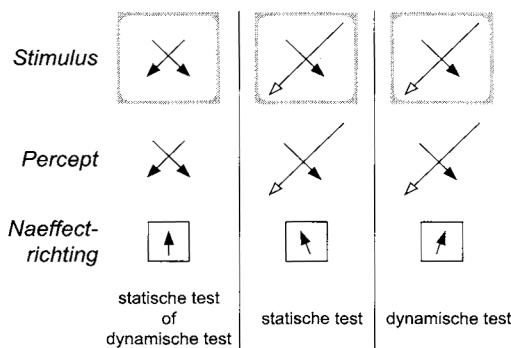 Stimulus
Percept
Naeffect-
richting
statische test
of
dynamische test
statische test
dynamische test